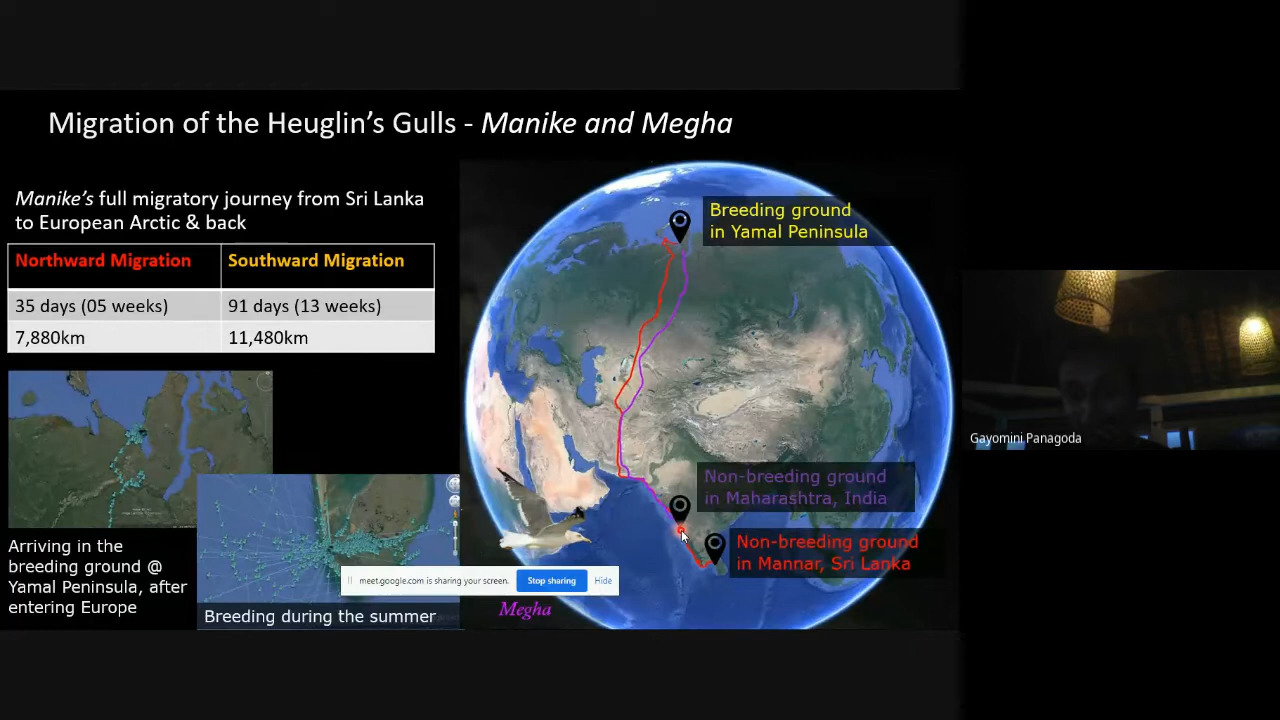 Migration of the Heuglin’s Gulls - Manike and Megha
Manike’s full migratory journey from Sri Lanka
to European Arctic & back
Northward Migration Southward Migration
35 days (05 weeks) 91 days (13 weeks)
7,880km 11,480km
Arriving in the
breeding ground @
Yamal Peninsula, after
entering Europe
Breeding during the summer
Breeding ground
in Yamal Peninsula
Non-breeding ground
in Maharashtra, India
Non-breeding ground
in Mannar, Sri Lanka
Megha
meet.google.com is sharing your screen. Stop sharing Hide
Gayomini Panagoda